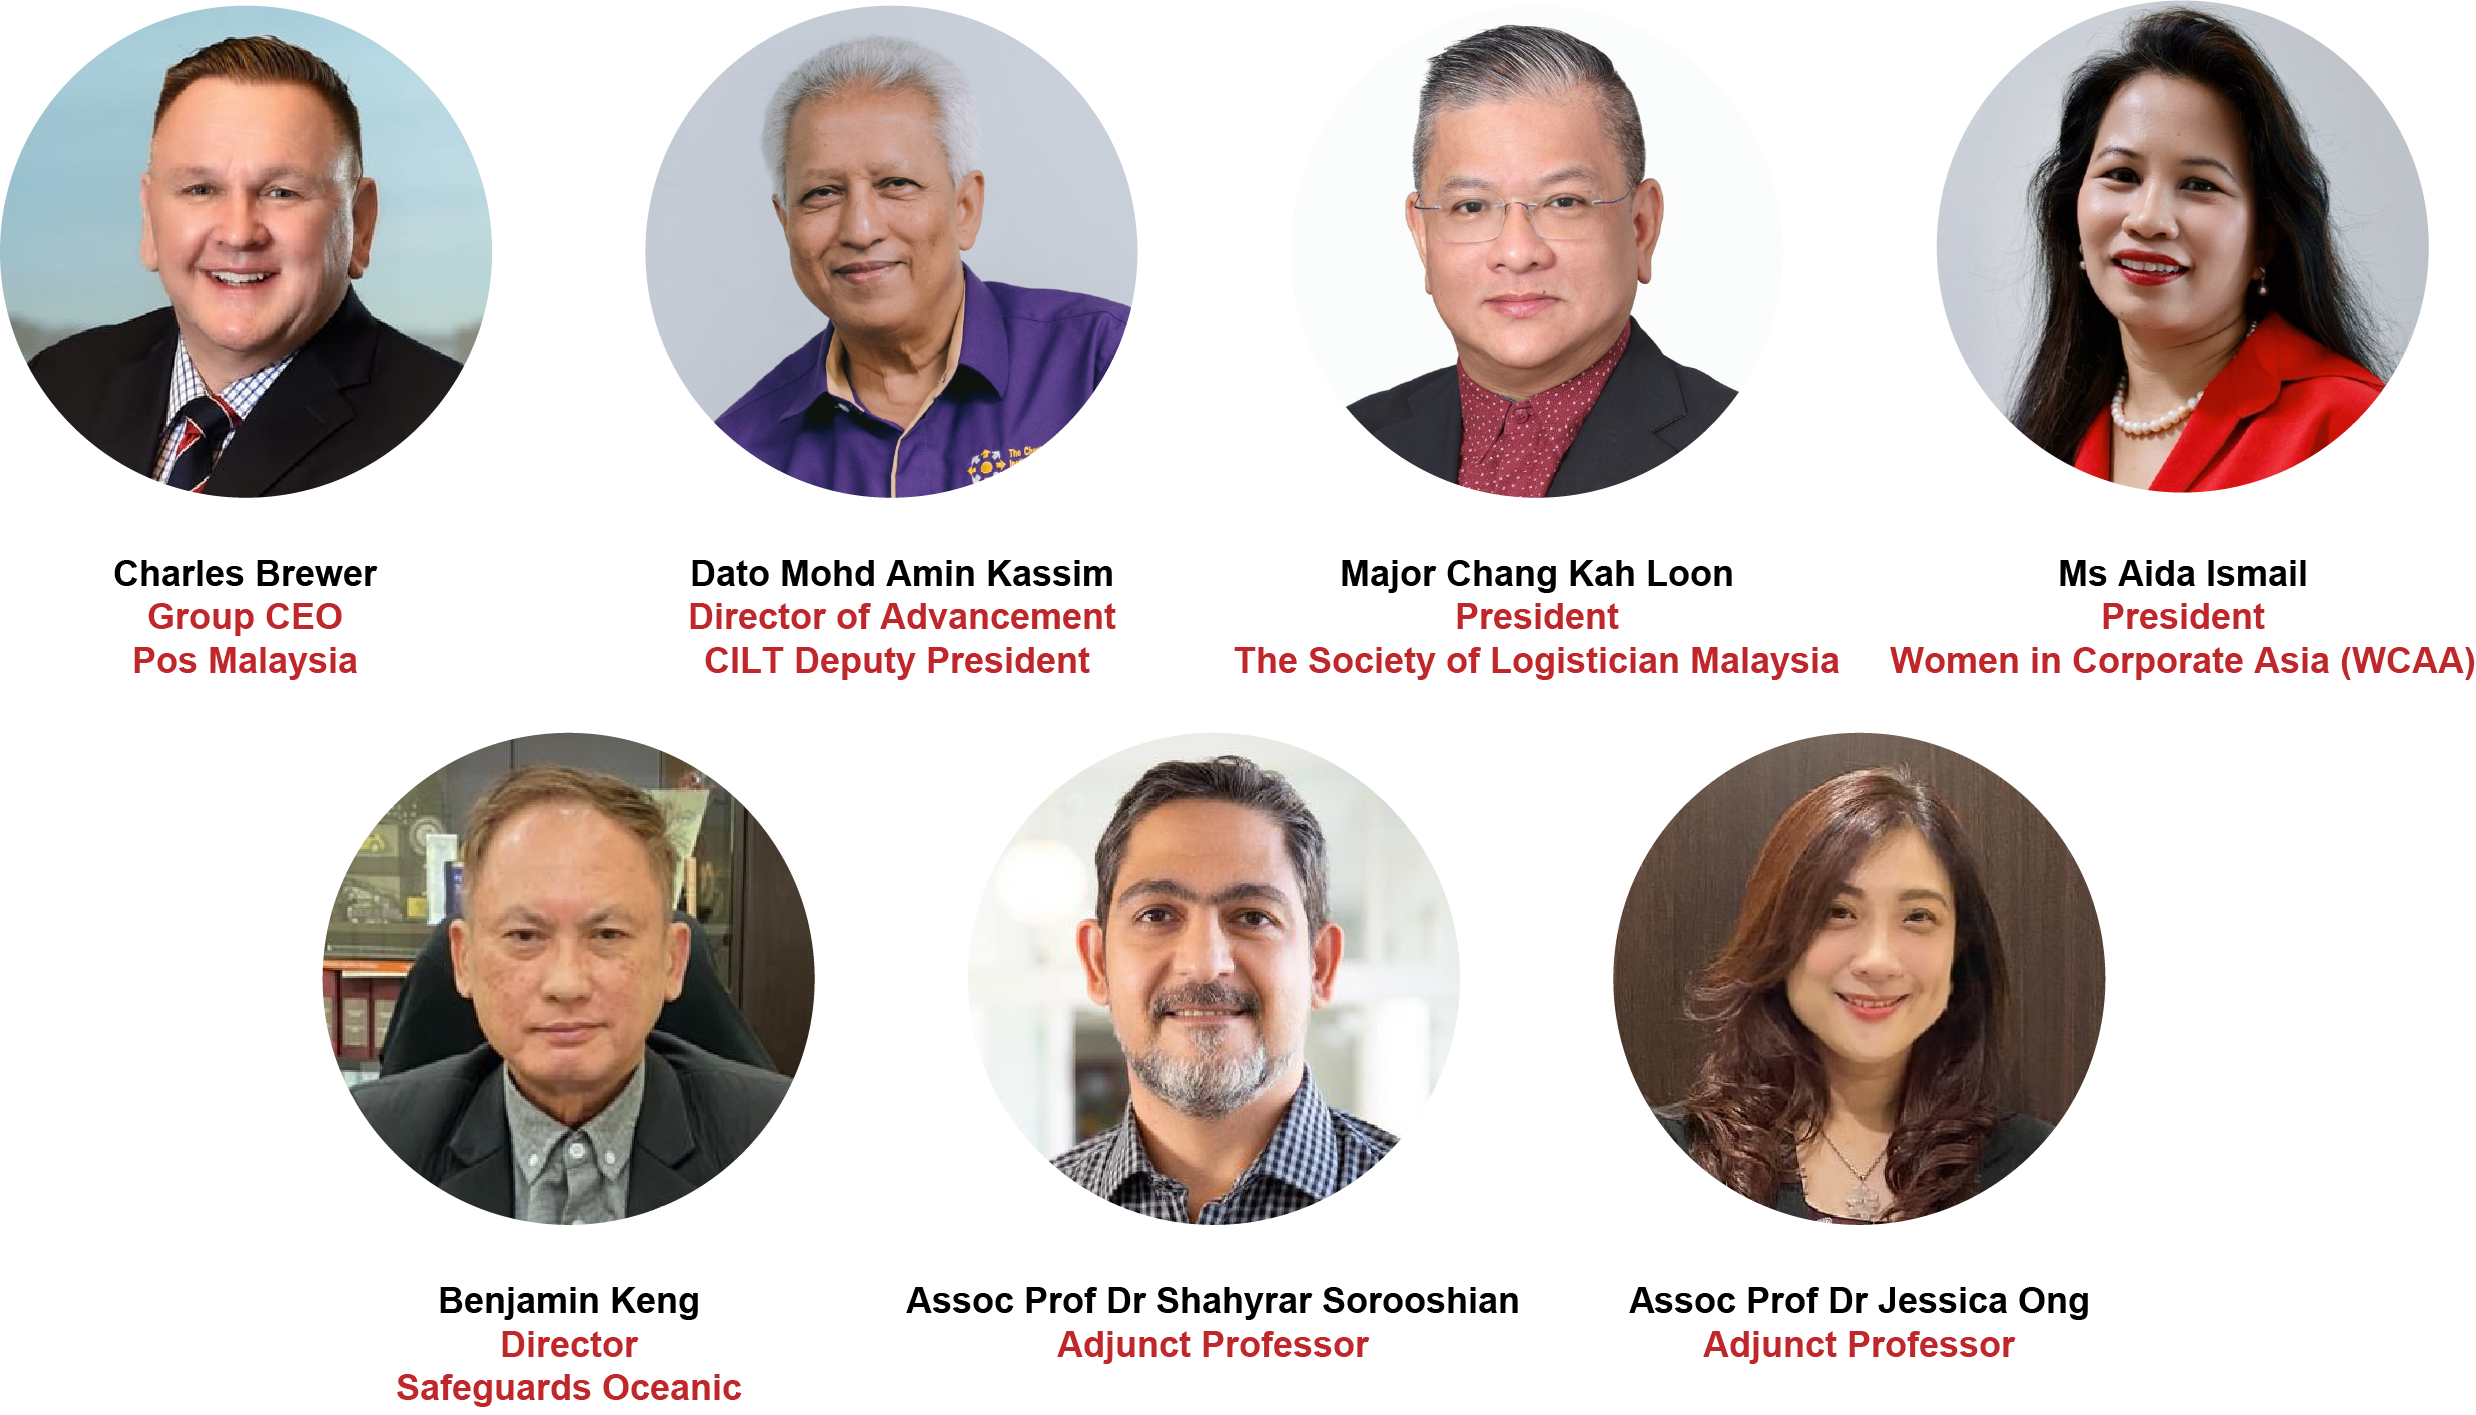 Charles Brewer
Group CEO
Pos Malaysia
Dato Mohd Amin Kassim
Director of Advancement
CILT Deputy President
Major Chang Kah Loon
President
The Society of Logistician Malaysia
Ms Aida Ismail
President
Women in Corporate Asia (WCAA)
Benjamin Keng
Director
Safeguards Oceanic
Assoc Prof Dr Shahyrar Sorooshian
Adjunct Professor
Assoc Prof Dr Jessica Ong
Adjunct Professor